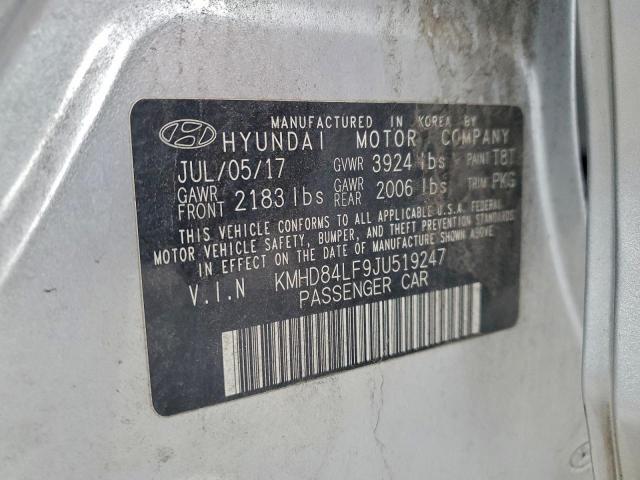 MANUFACTURED IN KOREA BY
HYUNDAI MOTOR COMPANY
JUL/05/17 GVWR 3924 lbs PAINT T8T
GAWR FRONT 2183 lbs GAWR REAR 2006 lbs TRIM PKG
THIS VEHICLE CONFORMS TO ALL APPLICABLE U.S.A. FEDERAL
MOTOR VEHICLE SAFETY, BUMPER, AND THEFT PREVENTION STANDARDS
IN EFFECT ON THE DATE OF MANUFACTURE SHOWN ABOVE.
V.I.N KMHD84LF9JU519247
PASSENGER CAR